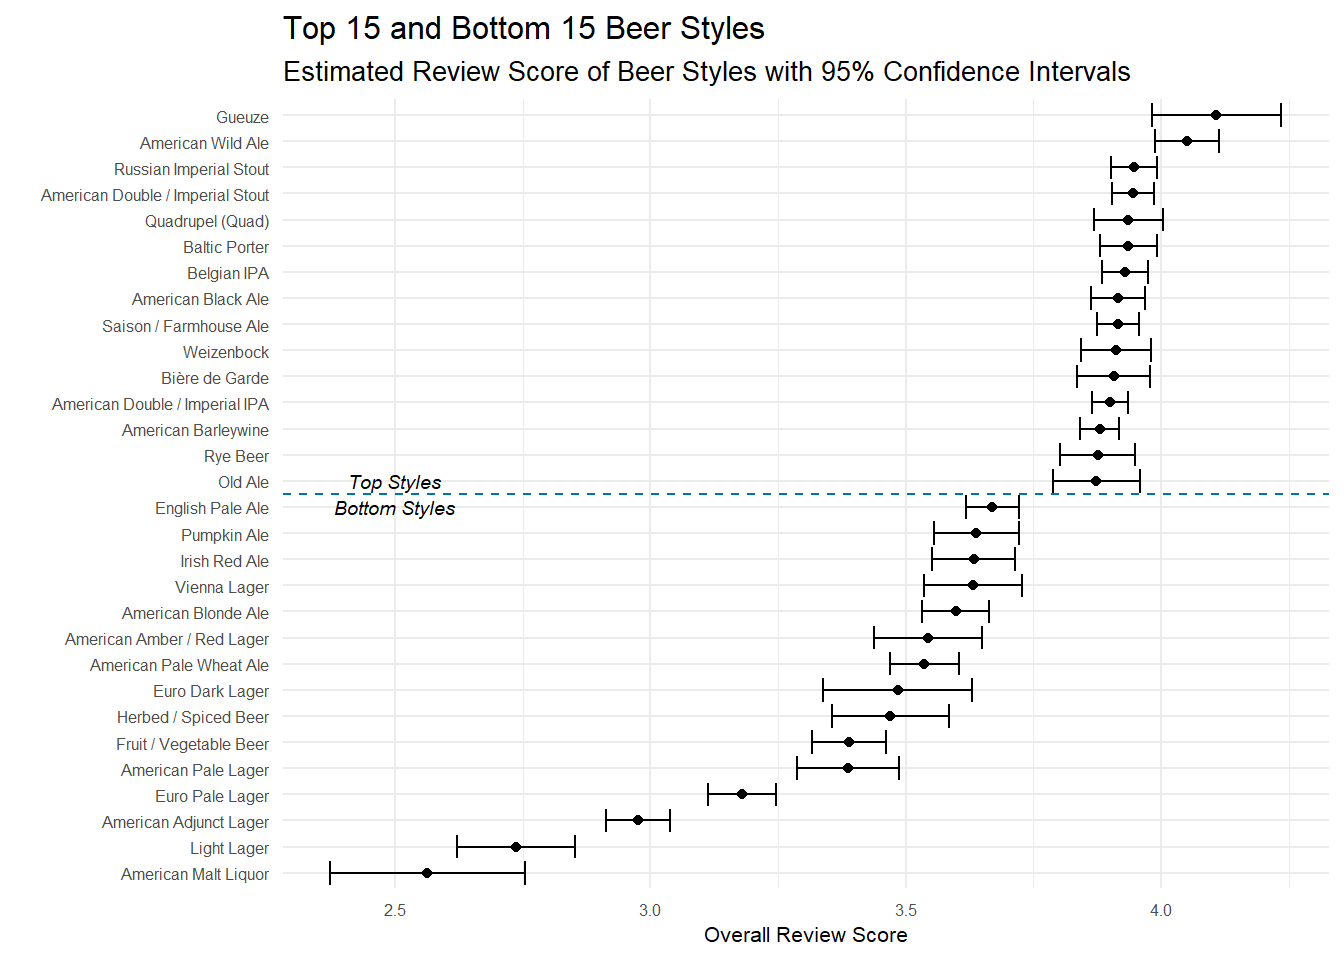 Top 15 and Bottom 15 Beer Styles
Estimated Review Score of Beer Styles with 95% Confidence Intervals
Gueuze
American Wild Ale
Russian Imperial Stout
American Double / Imperial Stout
Quadrupel (Quad)
Baltic Porter
Belgian IPA
American Black Ale
Saison / Farmhouse Ale
Weizenbock
Bière de Garde
American Double / Imperial IPA
American Barleywine
Rye Beer
Old Ale
Top Styles
English Pale Ale
Bottom Styles
Pumpkin Ale
Irish Red Ale
Vienna Lager
American Blonde Ale
American Amber / Red Lager
American Pale Wheat Ale
Euro Dark Lager
Herbed / Spiced Beer
Fruit / Vegetable Beer
American Pale Lager
Euro Pale Lager
American Adjunct Lager
Light Lager
American Malt Liquor
2.5 3.0 3.5 4.0
Overall Review Score